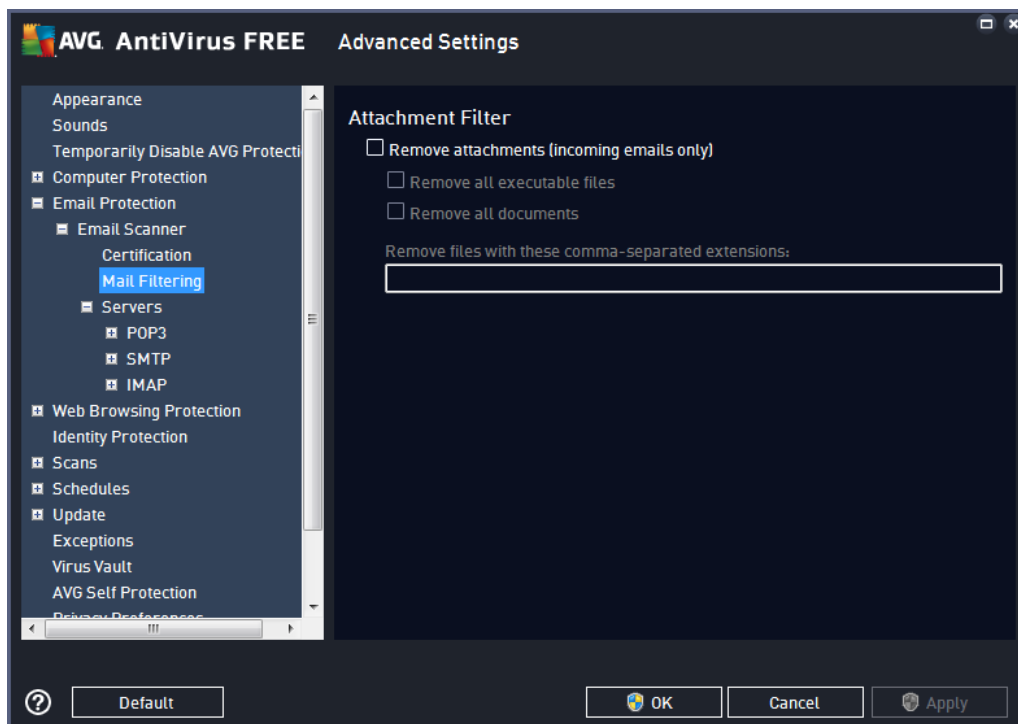 AVG. AntiVirus FREE Advanced Settings
Appearance
Sounds
Temporarily Disable AVG Protecti
Computer Protection
Email Protection
Email Scanner
Certification
Mail Filtering
Servers
POP3
SMTP
IMAP
Web Browsing Protection
Identity Protection
Scans
Schedules
Update
Exceptions
Virus Vault
AVG Self Protection
Privacy Preferences
Attachment Filter
Remove attachments (incoming emails only)
Remove all executable files
Remove all documents
Remove files with these comma-separated extensions:
? Default OK Cancel Apply